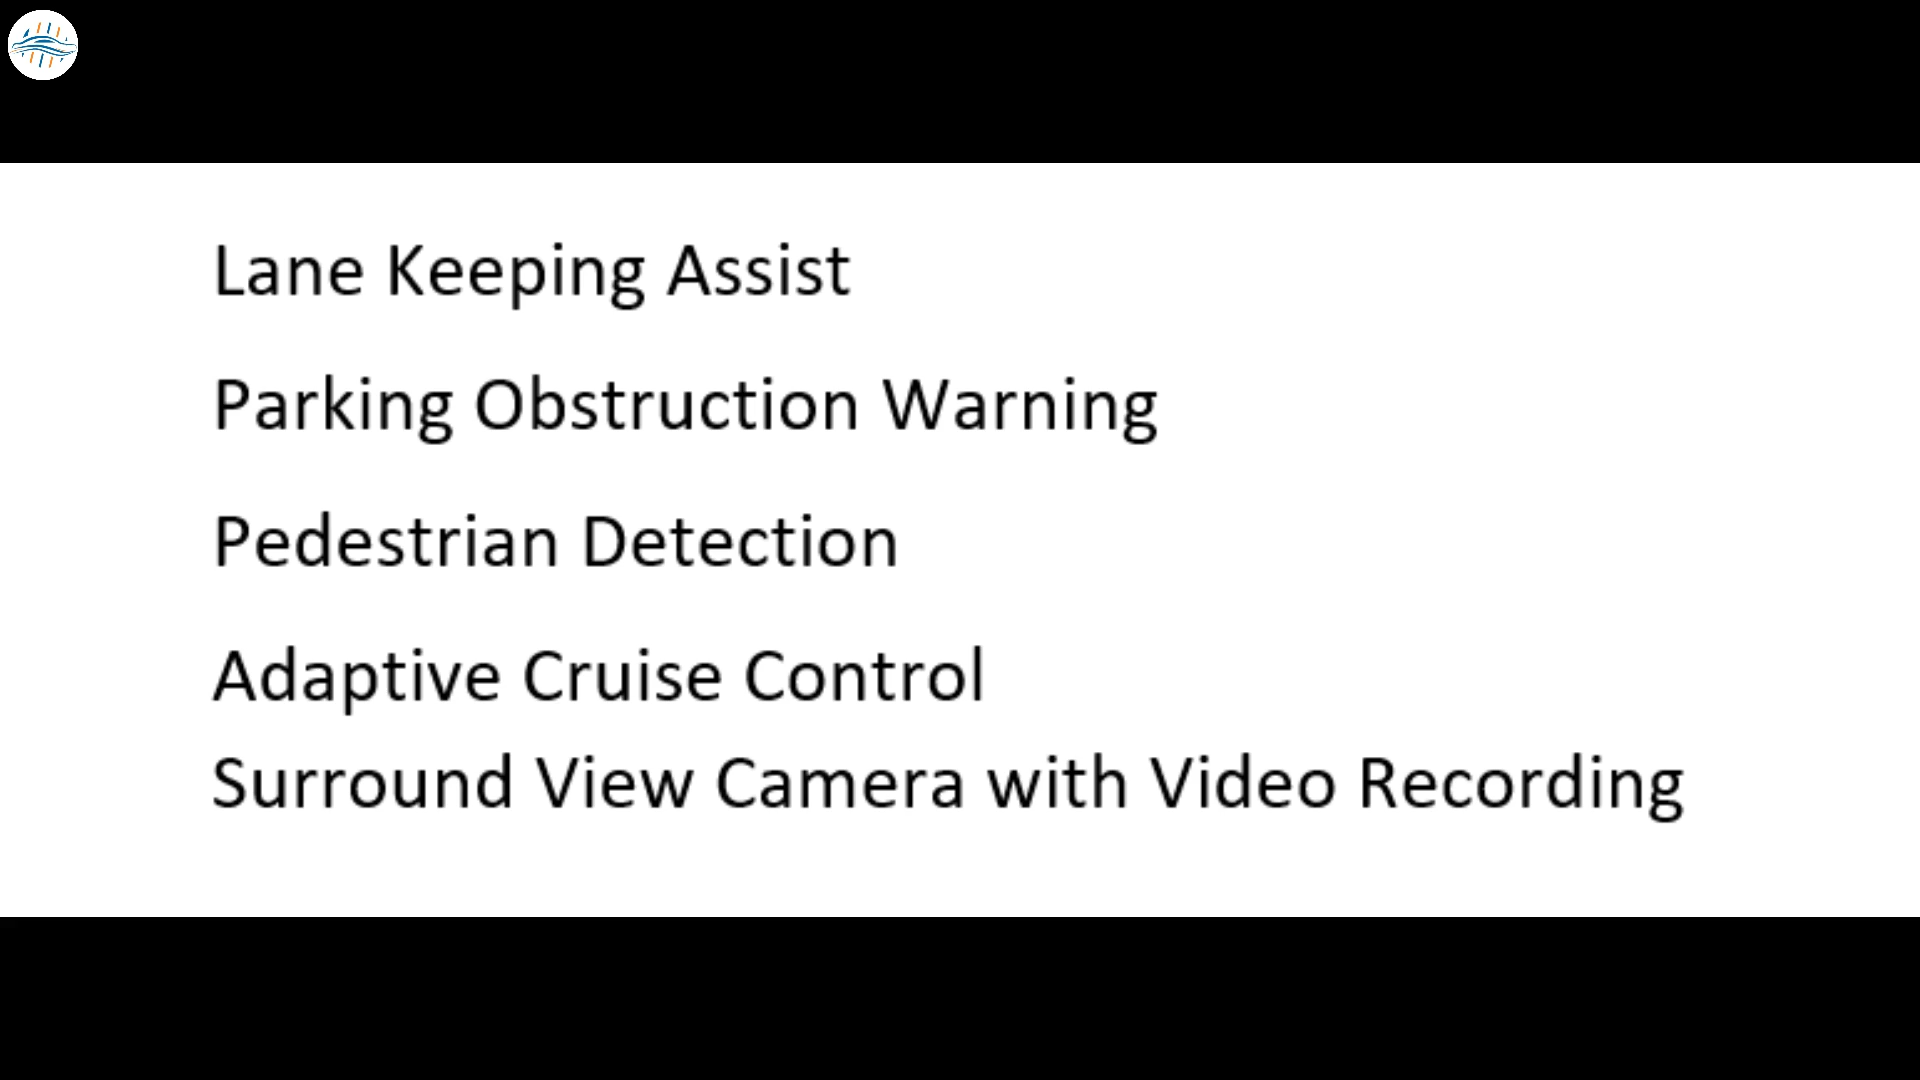 Lane Keeping Assist
Parking Obstruction Warning
Pedestrian Detection
Adaptive Cruise Control
Surround View Camera with Video Recording